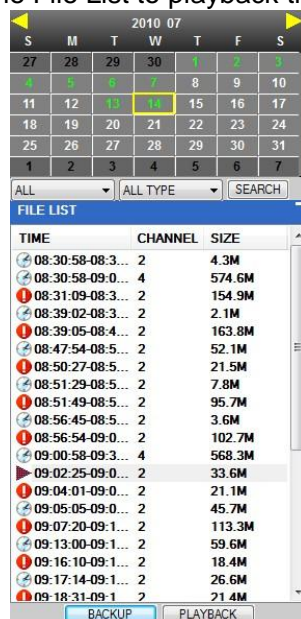 s File List to playback t
2010 07
S M T W T F S
27 28 29 30 1 2 3
4 5 6 7 8 9 10
11 12 13 14 15 16 17
18 19 20 21 22 23 24
25 26 27 28 29 30 31
1 2 3 4 5 6 7
ALL ALL TYPE SEARCH
FILE LIST
TIME CHANNEL SIZE
08:30:58-08:3... 2 4.3M
08:30:58-09:0... 4 574.6M
08:31:09-08:3... 2 154.9M
08:39:02-08:3... 2 2.1M
08:39:05-08:4... 2 163.8M
08:47:54-08:5... 2 52.1M
08:50:27-08:5... 2 21.5M
08:51:29-08:5... 2 7.8M
08:51:49-08:5... 2 95.7M
08:56:45-08:5... 2 3.6M
08:56:54-09:0... 2 102.7M
09:00:58-09:3... 4 568.3M
09:02:25-09:0... 2 33.6M
09:04:01-09:0... 2 21.1M
09:05:05-09:0... 2 45.7M
09:07:20-09:1... 2 113.3M
09:13:00-09:1... 2 59.6M
09:16:10-09:1... 2 18.4M
09:17:14-09:1... 2 26.6M
09:18:31-09:1 2 21.4M
BACKUP PLAYBACK